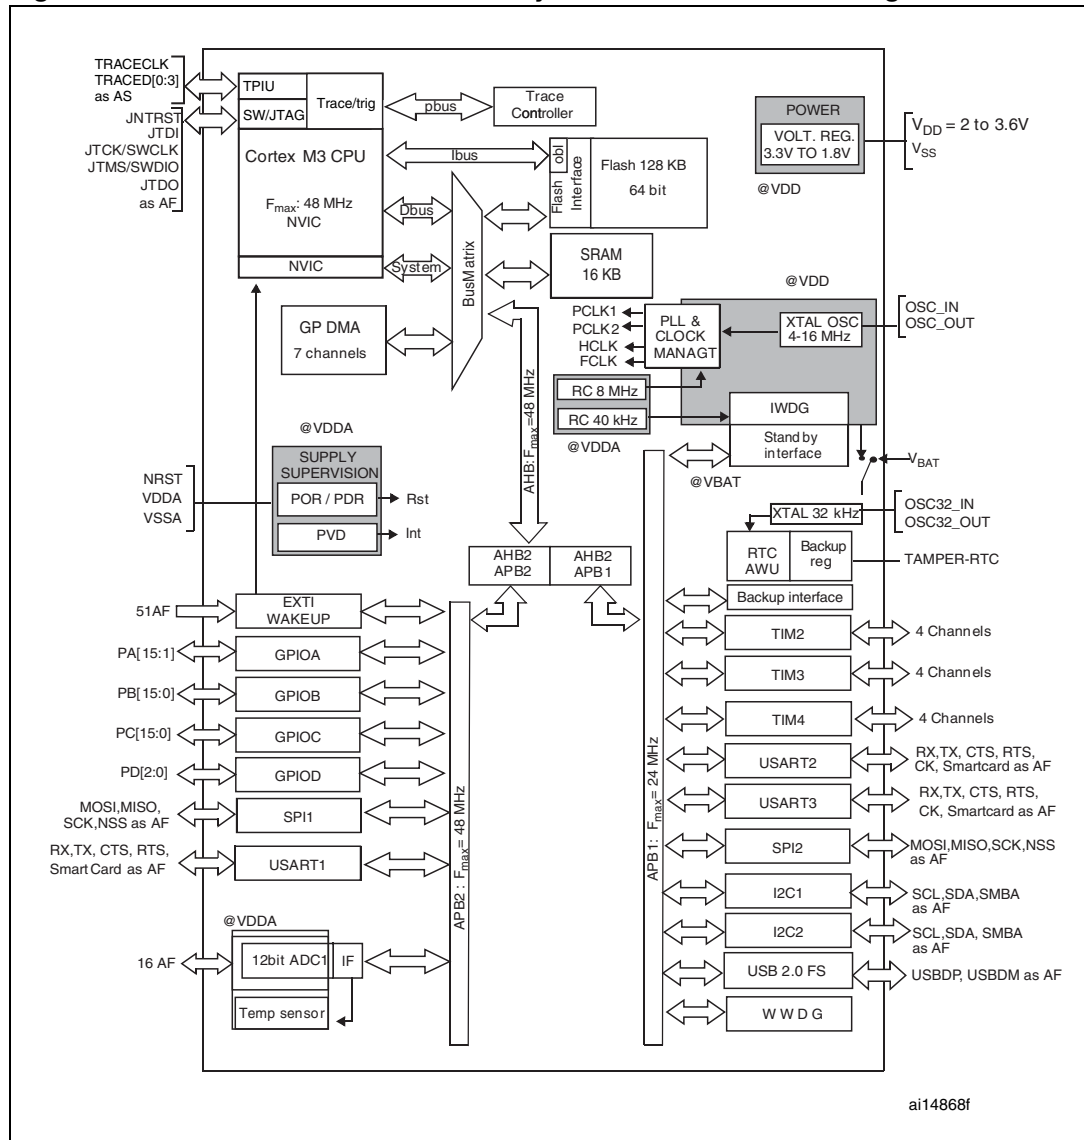 TRACECLK
TRACED[0:3]
as AS
JNTRST
JTDI
JTCK/SWCLK
JTMS/SWDIO
JTDO
as AF
TPIU
SW/JTAG
Trace/trig
pbus
Trace
Controller
Cortex M3 CPU
Fmax: 48 MHz
NVIC
NVIC
Ibus
Dbus
System
BusMatrix
obl
Flash
Interface
Flash 128 KB
64 bit
SRAM
16 KB
POWER
VOLT. REG.
3.3V TO 1.8V
@VDD
VDD = 2 to 3.6V
VSS
GP DMA
7 channels
AHB: Fmax=48 MHz
PCLK1
PCLK2
HCLK
FCLK
PLL &
CLOCK
MANAGT
@VDD
XTAL OSC
4-16 MHz
OSC_IN
OSC_OUT
RC 8 MHz
RC 40 kHz
@VDDA
IWDG
Stand by
interface
@VBAT
VBAT
XTAL 32 kHz
OSC32_IN
OSC32_OUT
RTC
AWU
Backup
reg
TAMPER-RTC
Backup interface
@VDDA
SUPPLY
SUPERVISION
NRST
VDDA
VSSA
POR / PDR
Rst
PVD
Int
AHB2
APB2
AHB2
APB1
51AF
EXTI
WAKEUP
PA[15:1]
GPIOA
PB[15:0]
GPIOB
PC[15:0]
GPIOC
PD[2:0]
GPIOD
MOSI,MISO,
SCK,NSS as AF
SPI1
RX,TX, CTS, RTS,
SmartCard as AF
USART1
@VDDA
16 AF
12bit ADC1
IF
Temp sensor
APB2 : Fmax= 48 MHz
APB1: Fmax= 24 MHz
TIM2
4 Channels
TIM3
4 Channels
TIM4
4 Channels
USART2
RX,TX, CTS, RTS,
CK, Smartcard as AF
USART3
RX,TX, CTS, RTS,
CK, Smartcard as AF
SPI2
MOSI,MISO,SCK,NSS
as AF
I2C1
SCL,SDA,SMBA
as AF
I2C2
SCL,SDA, SMBA
as AF
USB 2.0 FS
USBDP, USBDM as AF
W W D G
ai14868f